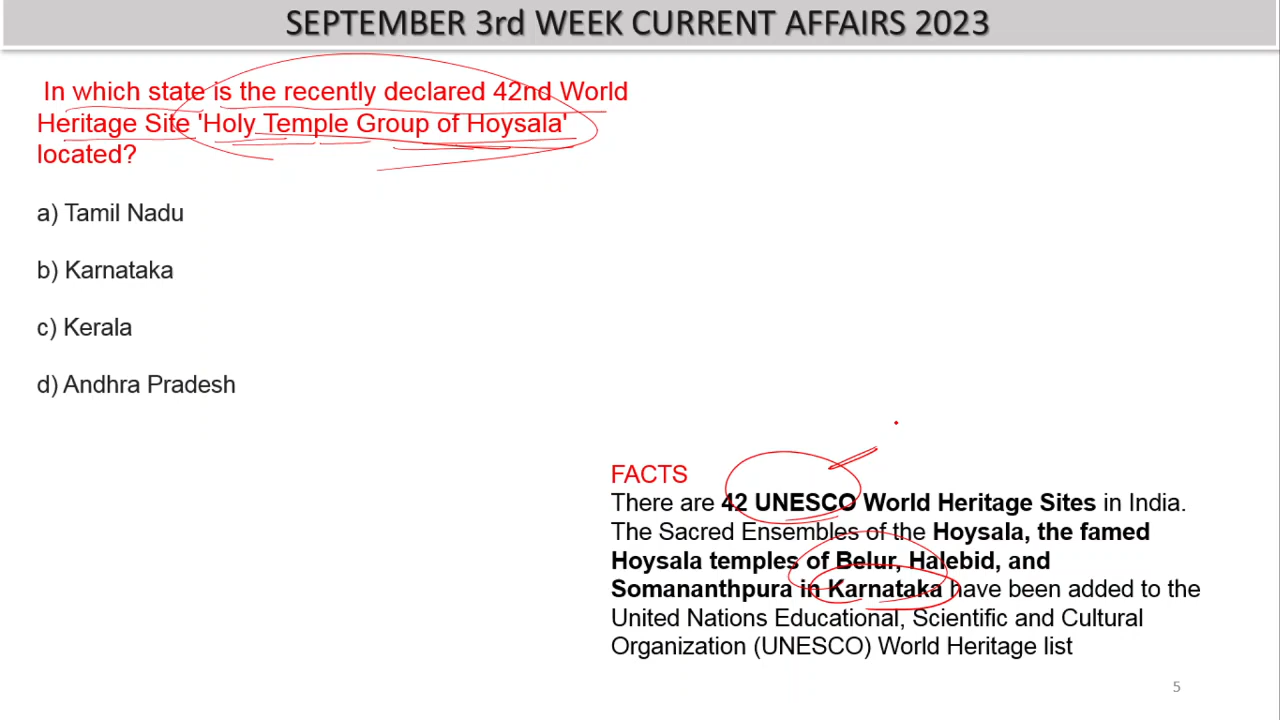 SEPTEMBER 3rd WEEK CURRENT AFFAIRS 2023
In which state is the recently declared 42nd World
Heritage Site 'Holy Temple Group of Hoysala'
located?
a) Tamil Nadu
b) Karnataka
c) Kerala
d) Andhra Pradesh
FACTS
There are 42 UNESCO World Heritage Sites in India.
The Sacred Ensembles of the Hoysala, the famed
Hoysala temples of Belur, Halebid, and
Somananthpura in Karnataka have been added to the
United Nations Educational, Scientific and Cultural
Organization (UNESCO) World Heritage list
5